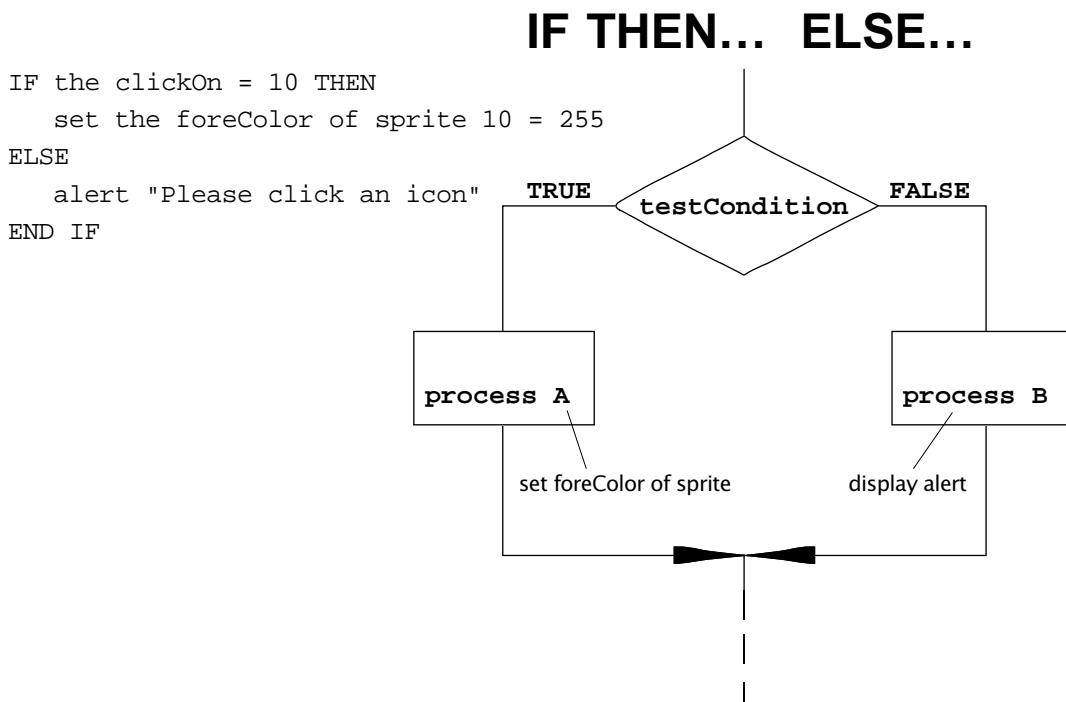 IF THEN... ELSE...
IF the clickOn = 10 THEN
set the foreColor of sprite 10 = 255
ELSE
alert "Please click an icon"
END IF
TRUE
testCondition
FALSE
process A
process B
set foreColor of sprite
display alert